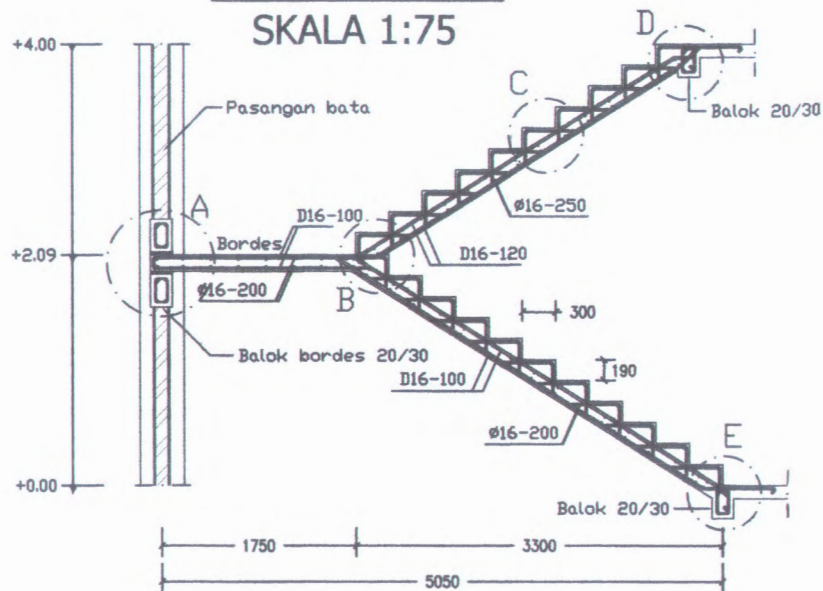 SKALA 1:75
+4.00
D
C
Pasangan bata
Balok 20/30
A
D16-100
ø16-250
Bordes
+2.09
D16-120
ø16-200
B
300
Balok bordes 20/30
190
D16-100
ø16-200
E
+0.00
Balok 20/30
1750
3300
5050